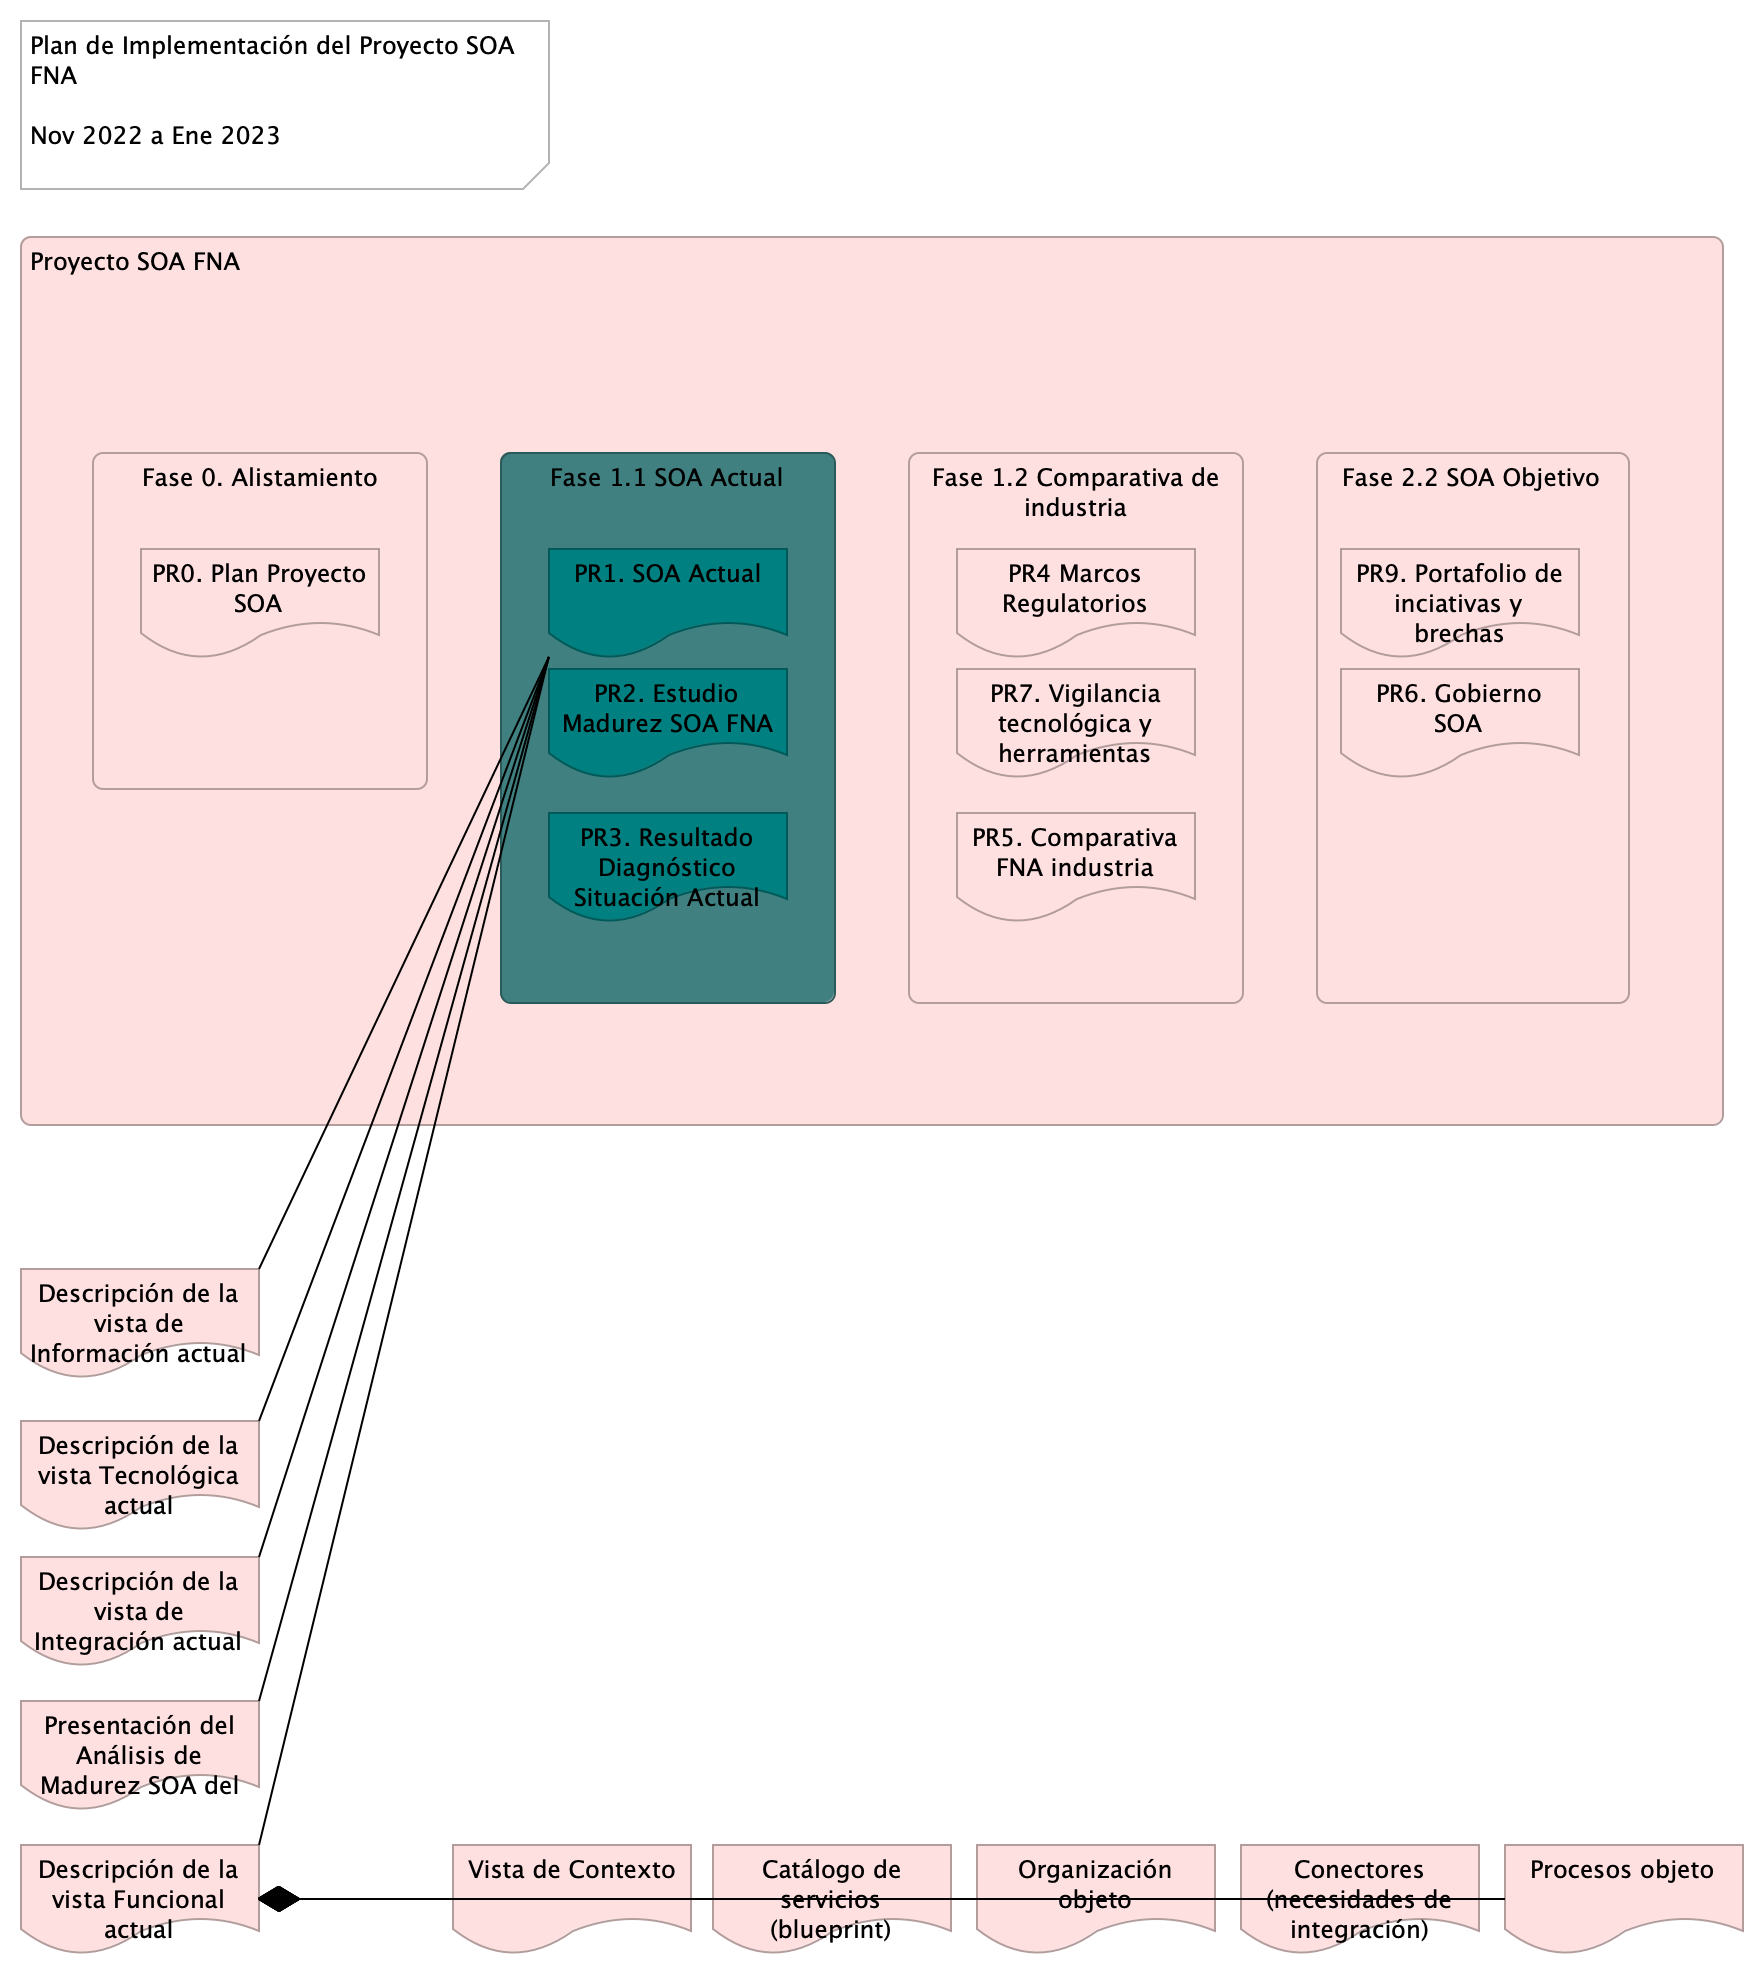 Plan de Implementación del Proyecto SOA
FNA
Nov 2022 a Ene 2023
Proyecto SOA FNA
Fase 0. Alistamiento
PR0. Plan Proyecto
SOA
Fase 1.1 SOA Actual
PR1. SOA Actual
PR2. Estudio
Madurez SOA FNA
PR3. Resultado
Diagnóstico
Situación Actual
Fase 1.2 Comparativa de
industria
PR4 Marcos
Regulatorios
PR7. Vigilancia
tecnológica y
herramientas
PR5. Comparativa
FNA industria
Fase 2.2 SOA Objetivo
PR9. Portafolio de
inciativas y
brechas
PR6. Gobierno
SOA
Descripción de la
vista de
Información actual
Descripción de la
vista Tecnológica
actual
Descripción de la
vista de
Integración actual
Presentación del
Análisis de
Madurez SOA del
Descripción de la
vista Funcional
actual
Vista de Contexto
Catálogo de
servicios
(blueprint)
Organización
objeto
Conectores
(necesidades de
integración)
Procesos objeto